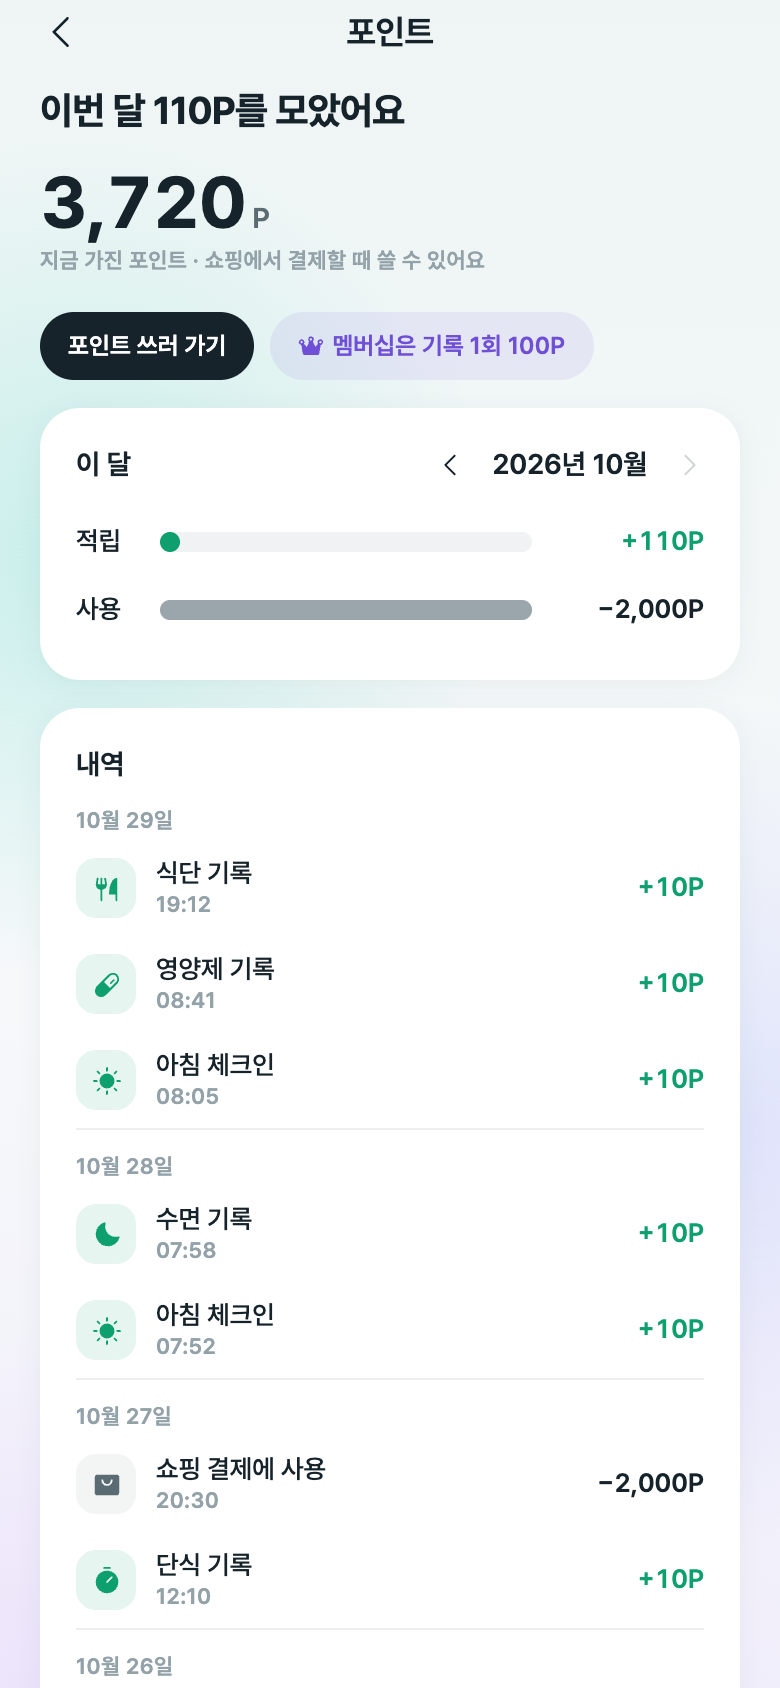 포인트
이번 달 110P를 모았어요
3,720 P
지금 가진 포인트 · 쇼핑에서 결제할 때 쓸 수 있어요
포인트 쓰러 가기
멤버십은 기록 1회 100P
이 달
2026년 10월
적립
+110P
사용
−2,000P
내역
10월 29일
식단 기록
19:12
+10P
영양제 기록
08:41
+10P
아침 체크인
08:05
+10P
10월 28일
수면 기록
07:58
+10P
아침 체크인
07:52
+10P
10월 27일
쇼핑 결제에 사용
20:30
−2,000P
단식 기록
12:10
+10P
10월 26일